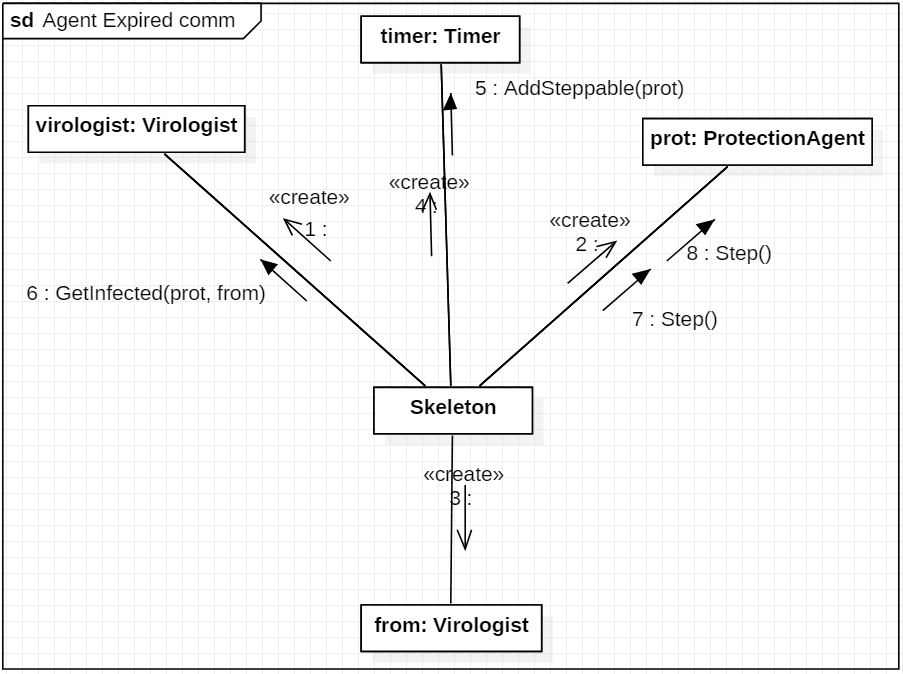 sd Agent Expired comm
timer: Timer
5 : AddSteppable(prot)
virologist: Virologist
prot: ProtectionAgent
«create»
4 :
«create»
1 :
«create»
2 :
8 : Step()
6 : GetInfected(prot, from)
7 : Step()
Skeleton
«create»
3 :
from: Virologist